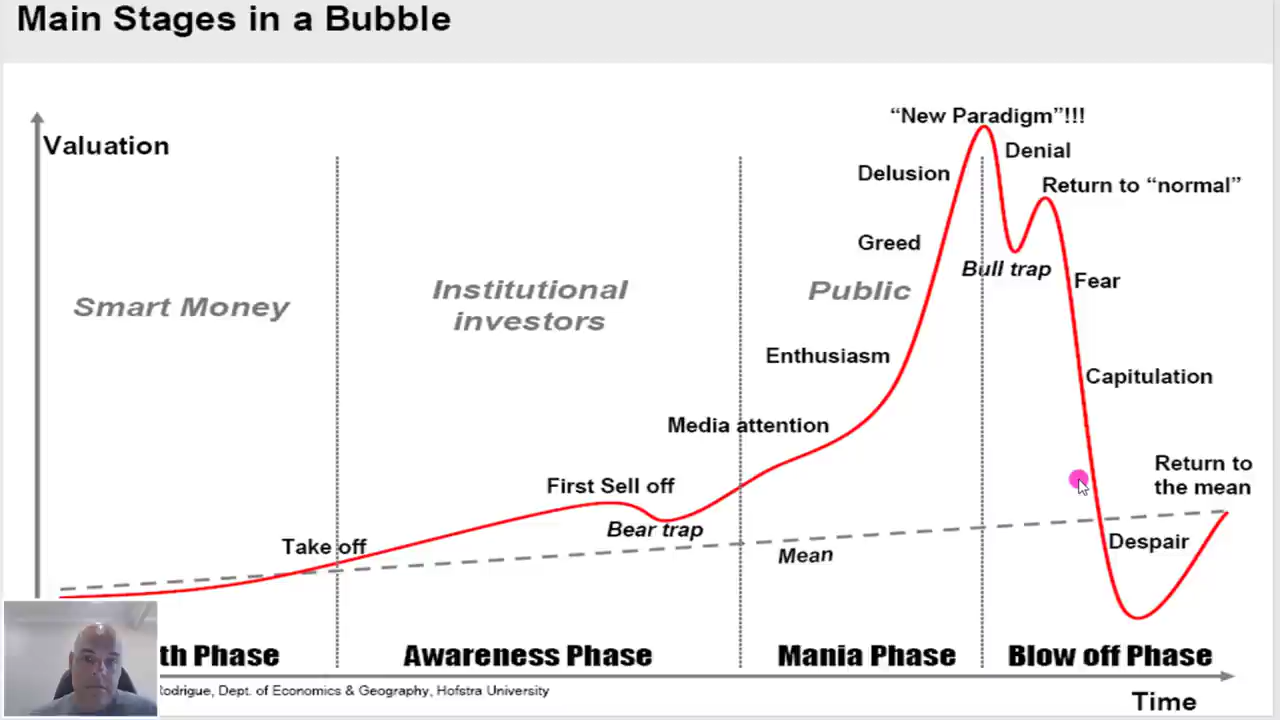 Main Stages in a Bubble
Valuation
“New Paradigm”!!!
Denial
Delusion
Return to “normal”
Greed
Bull trap
Fear
Smart Money
Institutional
investors
Public
Enthusiasm
Capitulation
Media attention
Return to
the mean
First Sell off
Bear trap
Take off
Mean
Despair
th Phase
Awareness Phase
Mania Phase
Blow off Phase
Rodrigue, Dept. of Economics & Geography, Hofstra University
Time